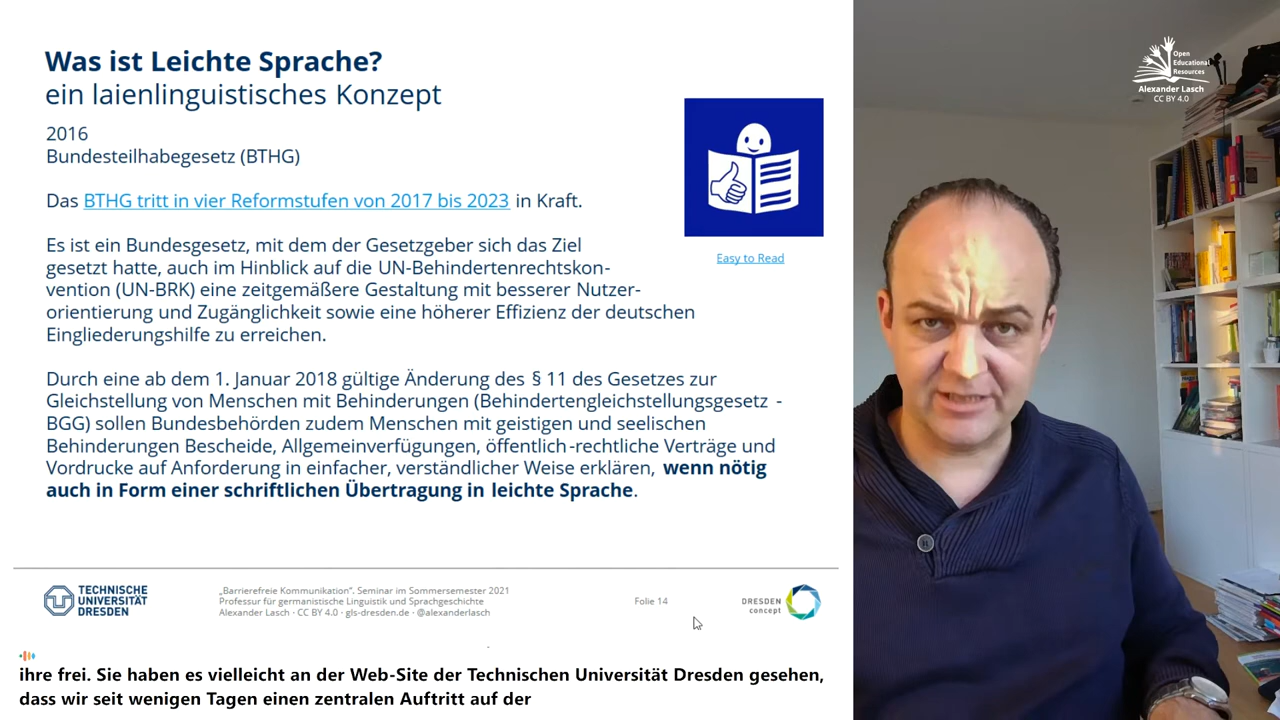 Was ist Leichte Sprache?
ein laienlinguistisches Konzept
2016
Bundesteilhabegesetz (BTHG)
Das BTHG tritt in vier Reformstufen von 2017 bis 2023 in Kraft.
Es ist ein Bundesgesetz, mit dem der Gesetzgeber sich das Ziel
gesetzt hatte, auch im Hinblick auf die UN-Behindertenrechtskon-
vention (UN-BRK) eine zeitgemäßere Gestaltung mit besserer Nutzer-
orientierung und Zugänglichkeit sowie eine höherer Effizienz der deutschen
Eingliederungshilfe zu erreichen.
Durch eine ab dem 1. Januar 2018 gültige Änderung des § 11 des Gesetzes zur
Gleichstellung von Menschen mit Behinderungen (Behindertengleichstellungsgesetz -
BGG) sollen Bundesbehörden zudem Menschen mit geistigen und seelischen
Behinderungen Bescheide, Allgemeinverfügungen, öffentlich-rechtliche Verträge und
Vordrucke auf Anforderung in einfacher, verständlicher Weise erklären, wenn nötig
auch in Form einer schriftlichen Übertragung in leichte Sprache.
Easy to Read
TECHNISCHE
UNIVERSITÄT
DRESDEN
„Barrierefreie Kommunikation“. Seminar im Sommersemester 2021
Professur für germanistische Linguistik und Sprachgeschichte
Alexander Lasch · CC BY 4.0 · gls-dresden.de · @alexanderlasch
Folie 14
DRESDEN
concept
Open
Educational
Resources
Alexander Lasch
CC BY 4.0
ihre frei. Sie haben es vielleicht an der Web-Site der Technischen Universität Dresden gesehen,
dass wir seit wenigen Tagen einen zentralen Auftritt auf der